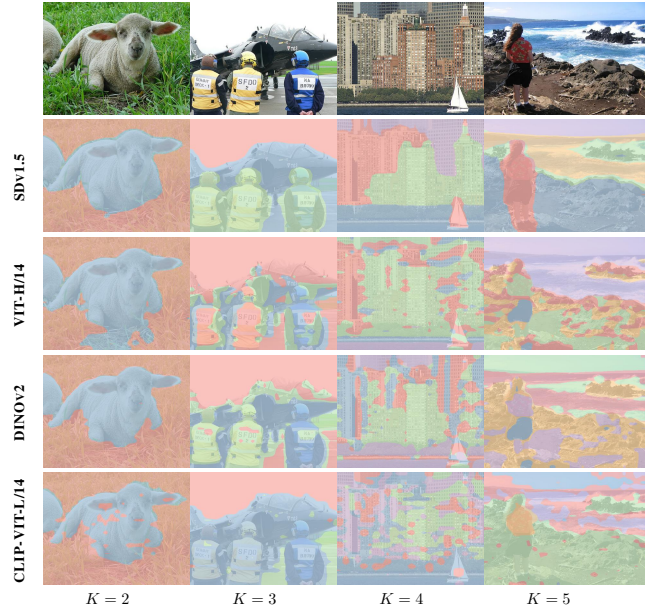 SDv1.5
VIT-H/14
DINOv2
CLIP-VIT-L/14
K = 2
K = 3
K = 4
K = 5